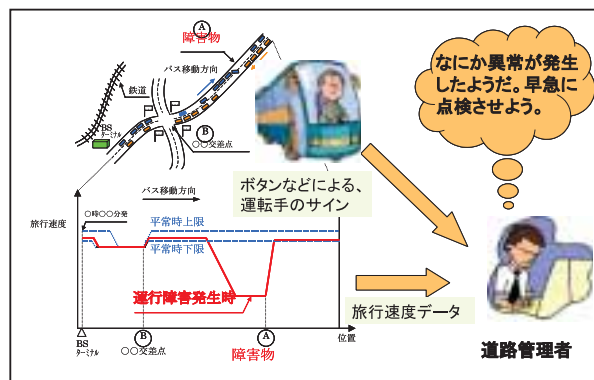 Ⓐ
障害物
バス移動方向
鉄道
P
P
P
P
BS
ターミナル
Ⓑ
○○交差点
なにか異常が発生
したようだ。早急に
点検させよう。
ボタンなどによる、
運転手のサイン
バス移動方向
旅行速度
○時○○分発
平常時上限
平常時下限
運行障害発生時
旅行速度データ
位置
BS
ターミナル
Ⓑ
○○交差点
Ⓐ
障害物
道路管理者